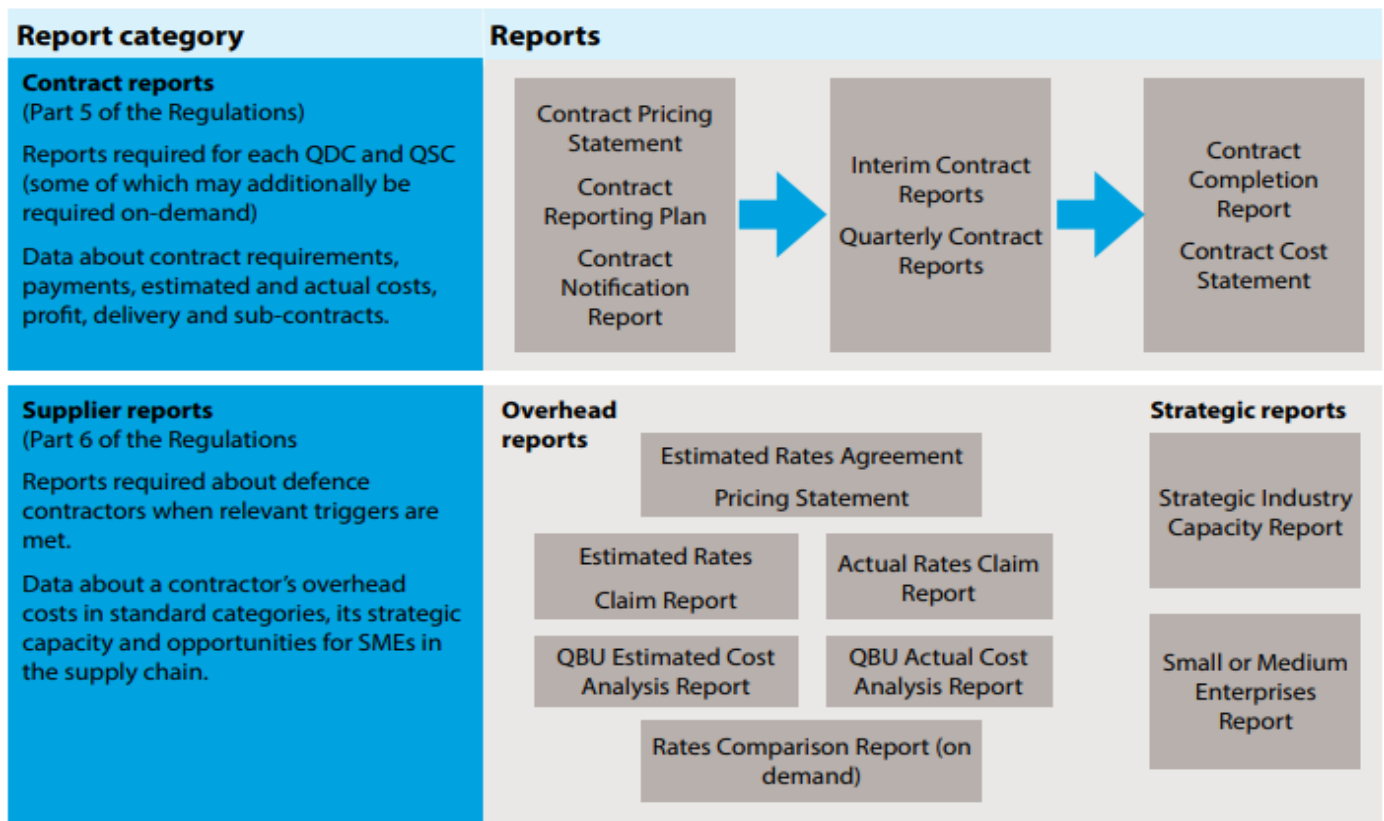 Report category
Reports
Contract reports
(Part 5 of the Regulations)
Reports required for each QDC and QSC
(some of which may additionally be
required on-demand)
Data about contract requirements,
payments, estimated and actual costs,
profit, delivery and sub-contracts.
Contract Pricing
Statement
Contract
Reporting Plan
Contract
Notification
Report
Interim Contract
Reports
Quarterly Contract
Reports
Contract
Completion
Report
Contract Cost
Statement
Supplier reports
(Part 6 of the Regulations
Reports required about defence
contractors when relevant triggers are
met.
Data about a contractor’s overhead
costs in standard categories, its strategic
capacity and opportunities for SMEs in
the supply chain.
Overhead
reports
Estimated Rates Agreement
Pricing Statement
Estimated Rates
Claim Report
Actual Rates Claim
Report
QBU Estimated Cost
Analysis Report
QBU Actual Cost
Analysis Report
Rates Comparison Report (on
demand)
Strategic reports
Strategic Industry
Capacity Report
Small or Medium
Enterprises
Report